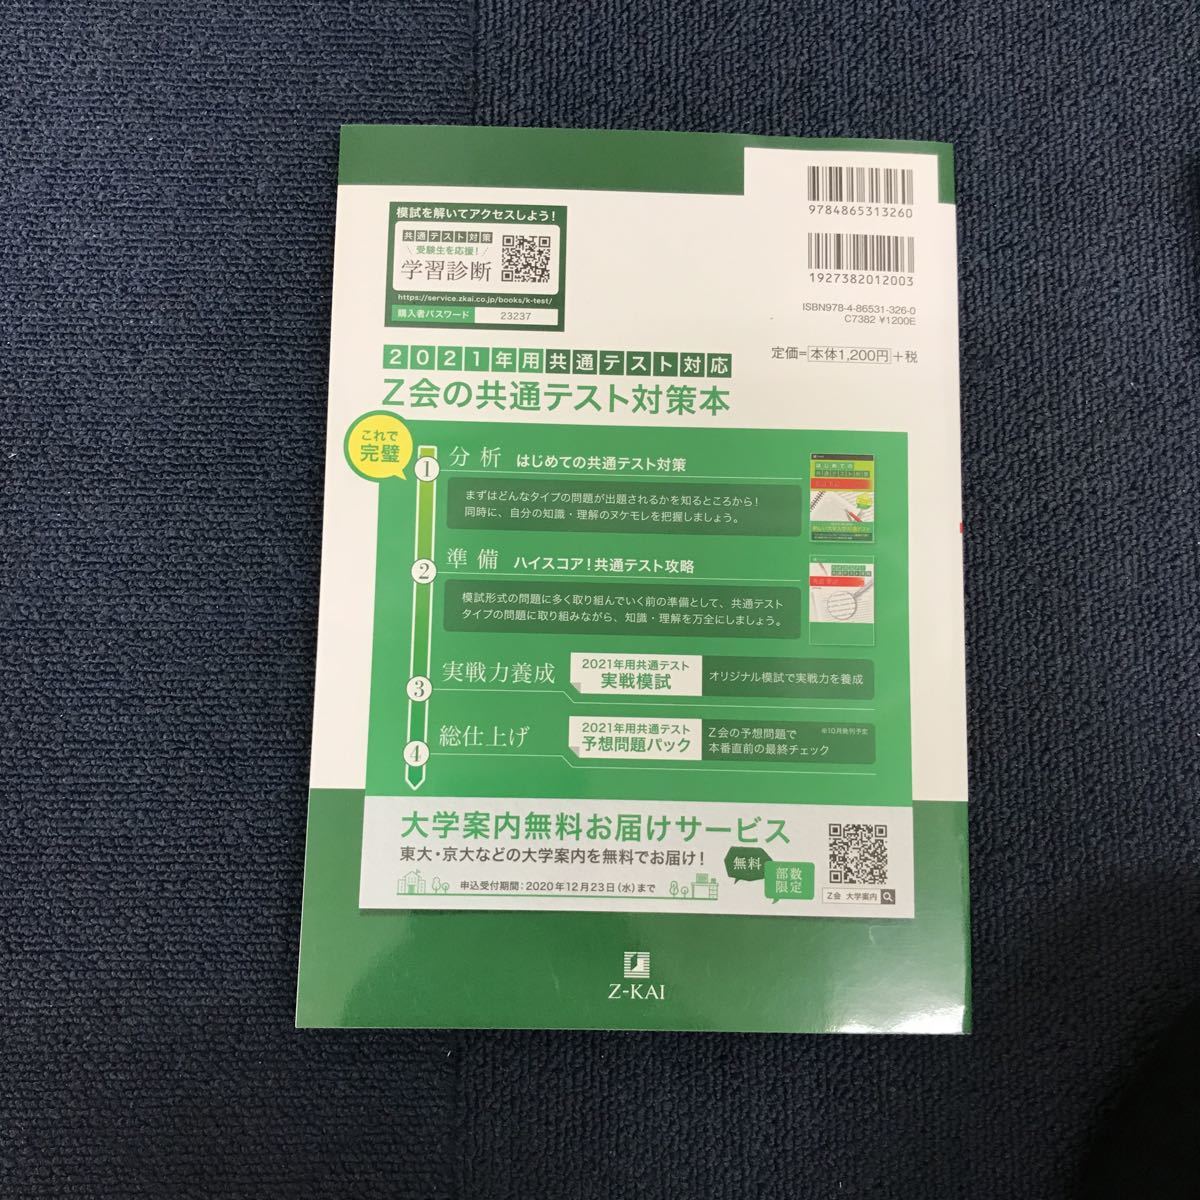 9784865313260
1927382012003
ISBN978-4-86531-326-0
C7382 ¥1200E
定価=本体1,200円+税
模試を解いてアクセスしよう!
共通テスト対策
受験生を応援!
学習診断
https://service.zkai.co.jp/books/k-test/
購入者パスワード 23237
2021年用共通テスト対応
Z会の共通テスト対策本
これで
完璧
1 分析 はじめての共通テスト対策
まずはどんなタイプの問題が出題されるかを知るところから!
同時に、自分の知識・理解のヌケモレを把握しましょう。
はじめての
共通テスト対策
2 準備 ハイスコア!共通テスト攻略
模試形式の問題に多く取り組んでいく前の準備として、共通テスト
タイプの問題に取り組みながら、知識・理解を万全にしましょう。
3 実戦力養成
2021年用共通テスト
実戦模試
オリジナル模試で実戦力を養成
4 総仕上げ
2021年用共通テスト
予想問題パック
Z会の予想問題で ※10月発刊予定
本番直前の最終チェック
大学案内無料お届けサービス
東大・京大などの大学案内を無料でお届け!
無料
部数
限定
申込受付期間:2020年12月23日(水)まで
Z会 大学案内
Z-KAI